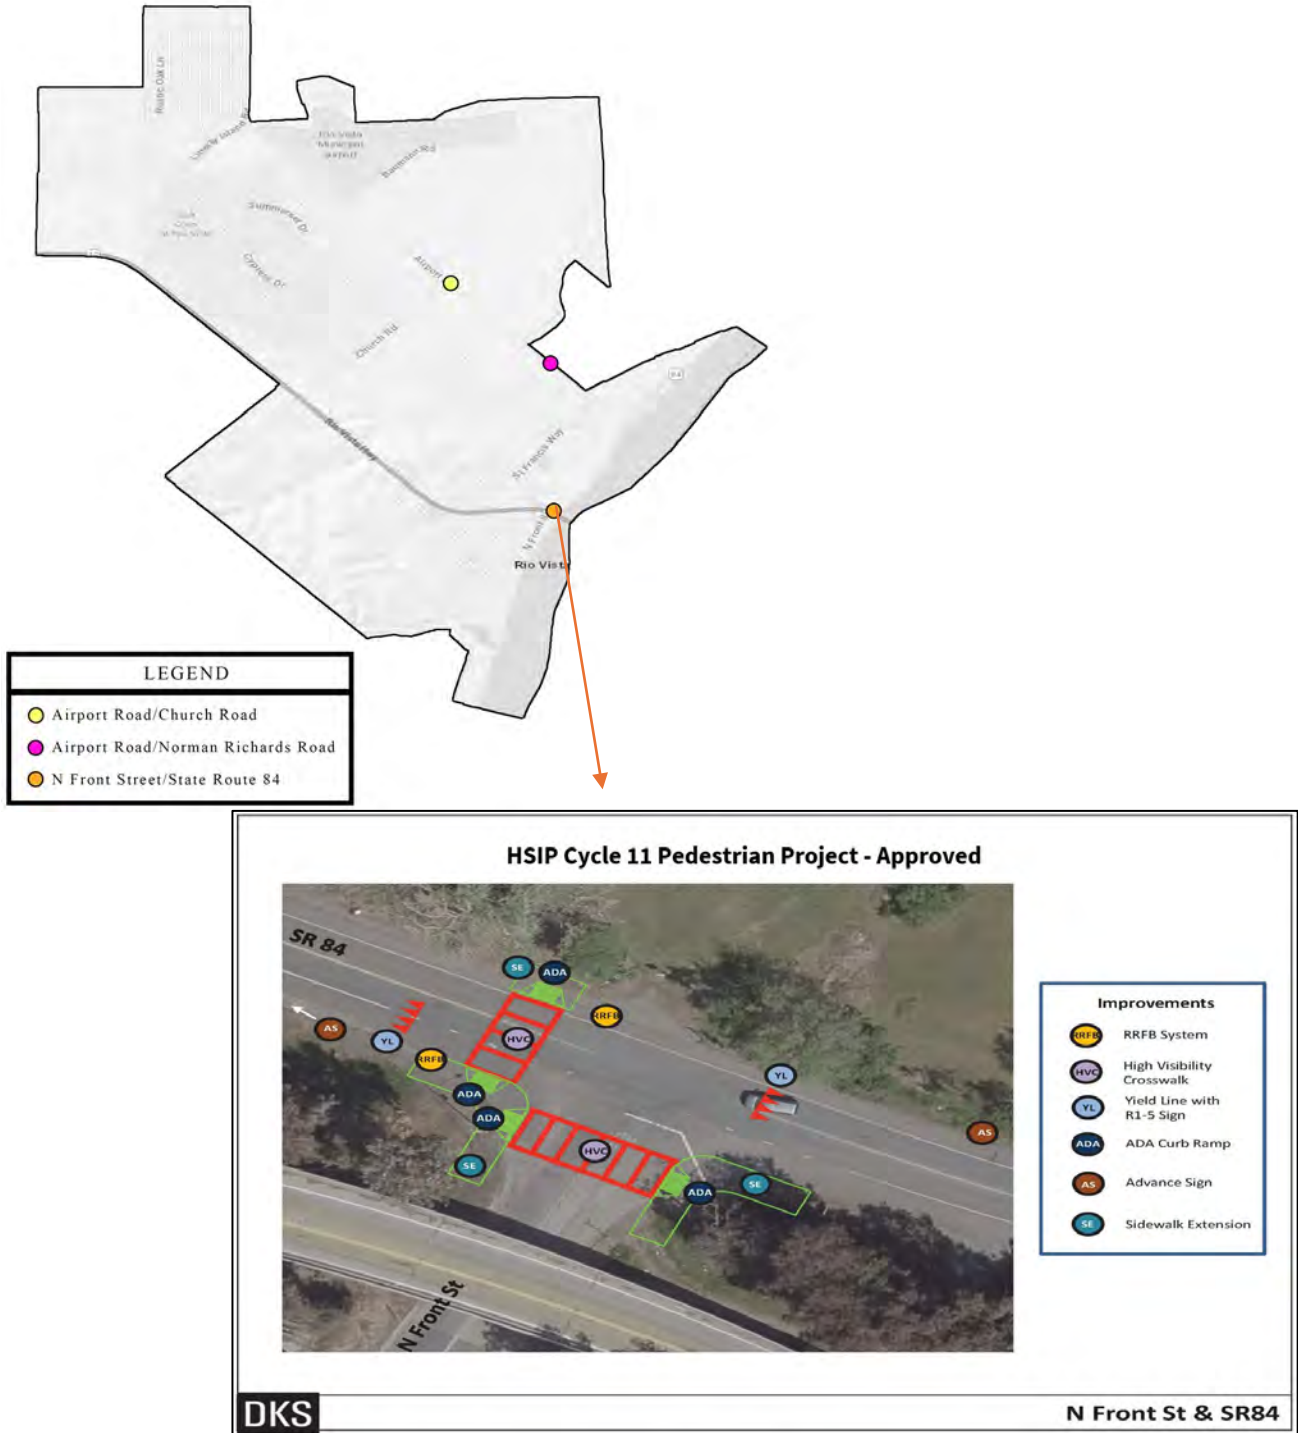 Rustic Oak Ln
Liberty Island Rd
Rio Vista
Municipal
Airport
Baumann Rd
Summerset Dr
Cypress Dr
Airport
Church Rd
84
Rio Vista Hwy
St Francis Way
N Front
Rio Vista
LEGEND
Airport Road/Church Road
Airport Road/Norman Richards Road
N Front Street/State Route 84
HSIP Cycle 11 Pedestrian Project - Approved
SR 84
SE
ADA
RRFB
AS
YL
HVC
RRFB
YL
ADA
ADA
AS
HVC
SE
ADA
SE
N Front St
Improvements
RRFB RRFB System
HVC High Visibility
Crosswalk
YL Yield Line with
R1-5 Sign
ADA ADA Curb Ramp
AS Advance Sign
SE Sidewalk Extension
DKS
N Front St & SR84